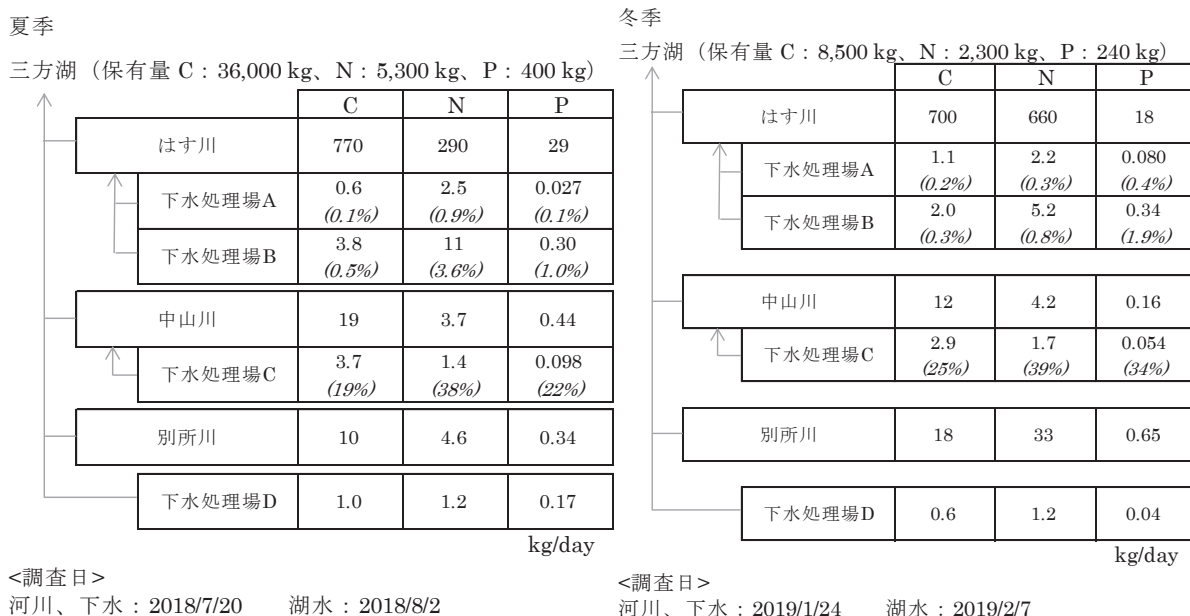 夏季
三方湖（保有量 C：36,000 kg、N：5,300 kg、P：400 kg）
C N P
はす川 770 290 29
下水処理場A 0.6 2.5 0.027
(0.1%) (0.9%) (0.1%)
下水処理場B 3.8 11 0.30
(0.5%) (3.6%) (1.0%)
中山川 19 3.7 0.44
下水処理場C 3.7 1.4 0.098
(19%) (38%) (22%)
別所川 10 4.6 0.34
下水処理場D 1.0 1.2 0.17
kg/day
<調査日>
河川、下水：2018/7/20 湖水：2018/8/2
冬季
三方湖（保有量 C：8,500 kg、N：2,300 kg、P：240 kg）
C N P
はす川 700 660 18
下水処理場A 1.1 2.2 0.080
(0.2%) (0.3%) (0.4%)
下水処理場B 2.0 5.2 0.34
(0.3%) (0.8%) (1.9%)
中山川 12 4.2 0.16
下水処理場C 2.9 1.7 0.054
(25%) (39%) (34%)
別所川 18 33 0.65
下水処理場D 0.6 1.2 0.04
kg/day
<調査日>
河川、下水：2019/1/24 湖水：2019/2/7